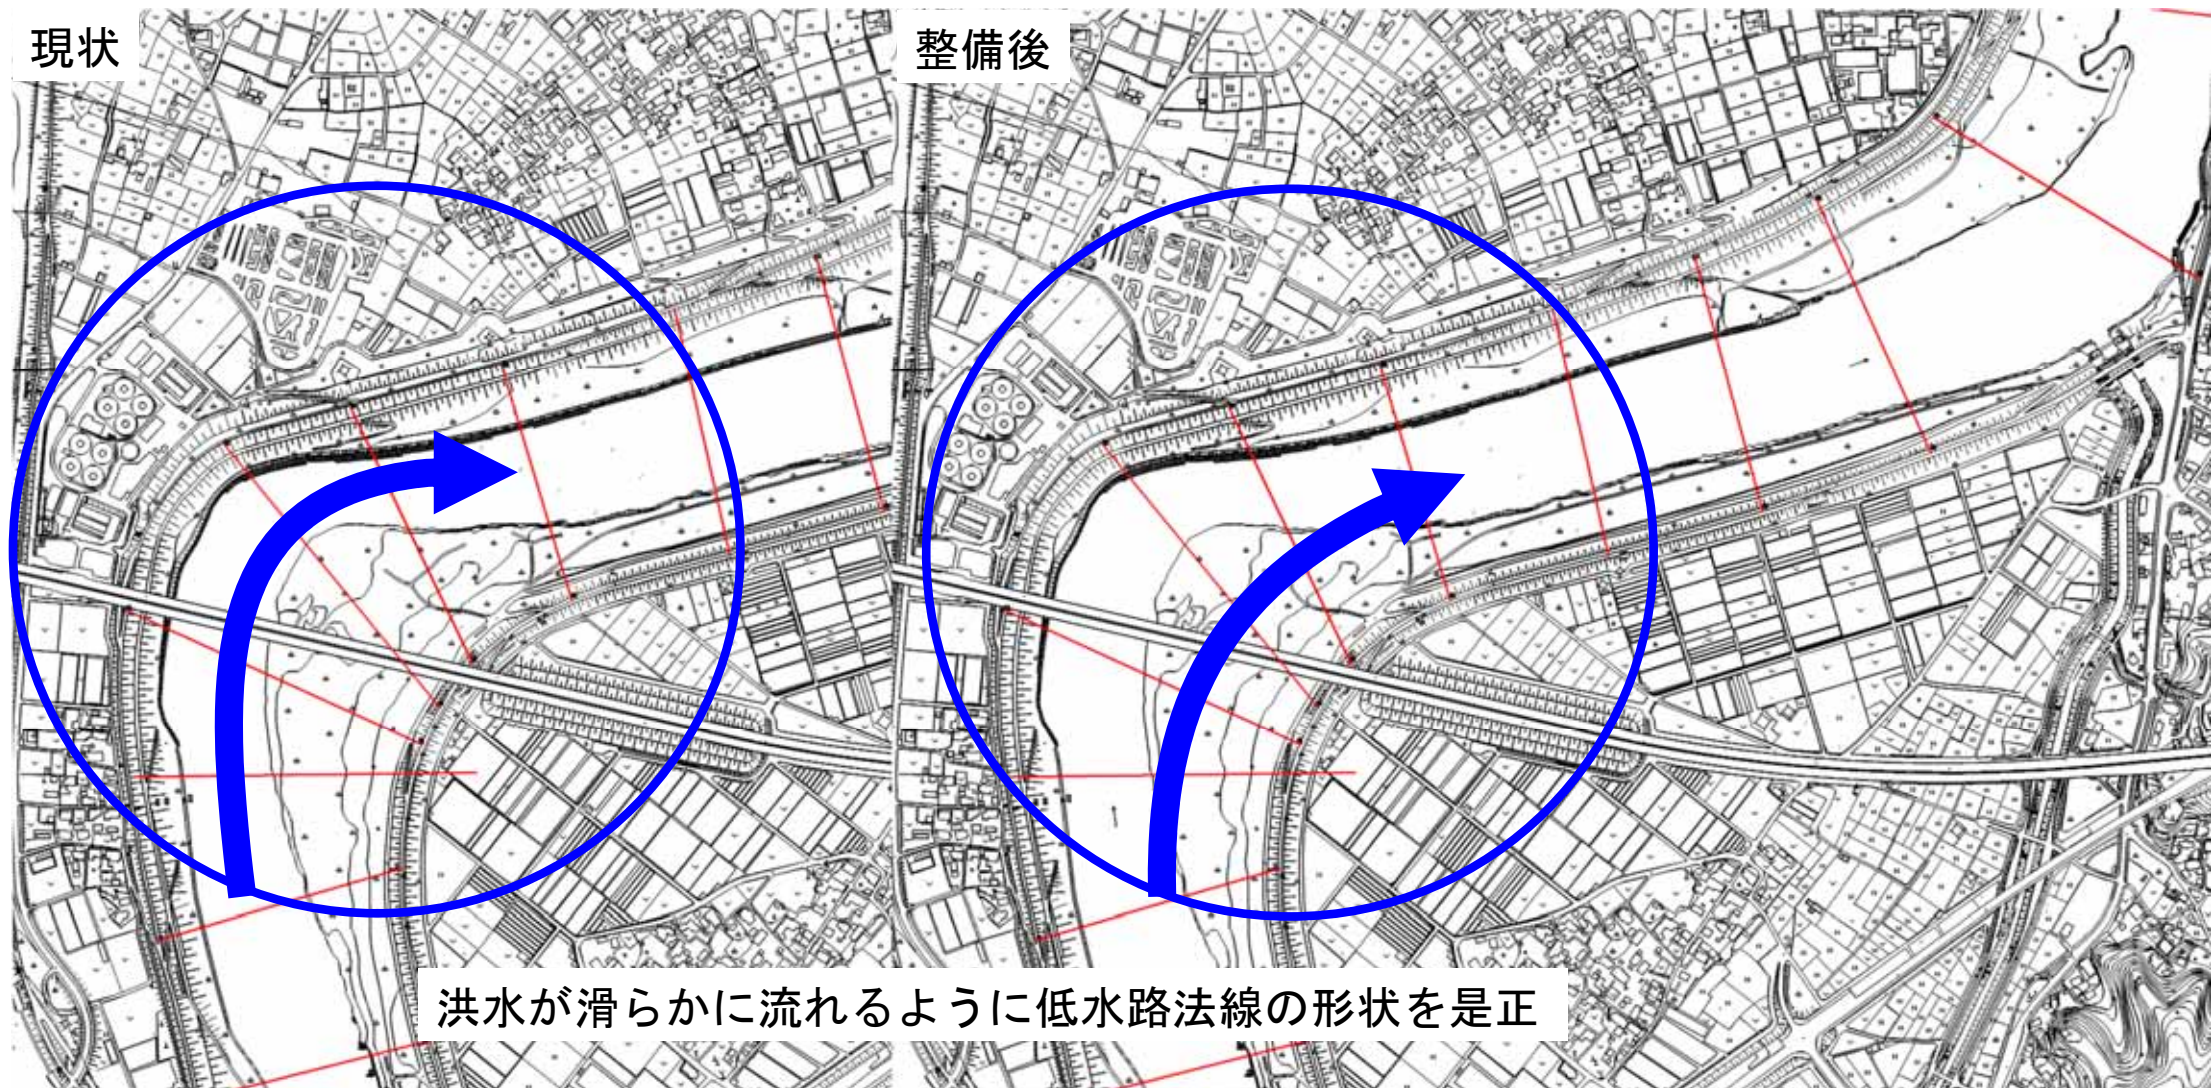 現状
整備後
洪水が滑らかに流れるように低水路法線の形状を是正